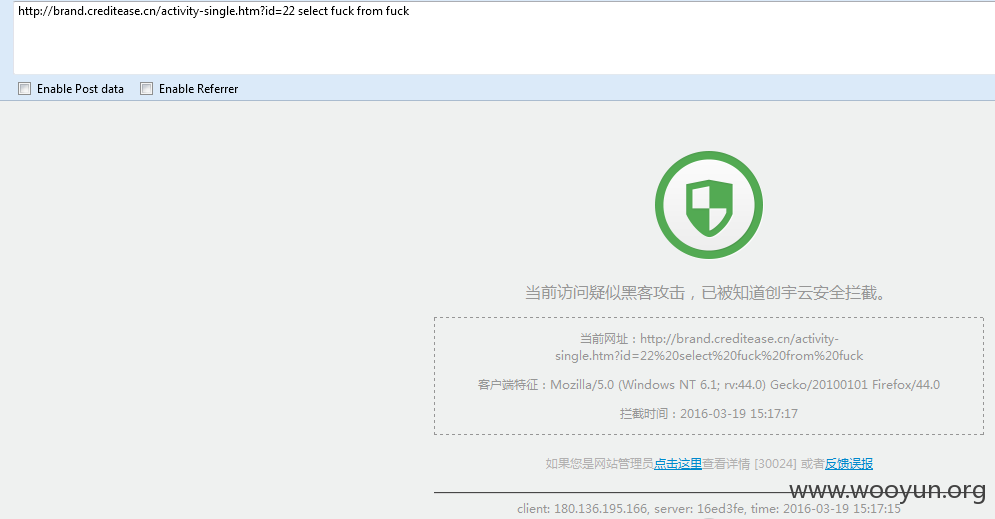 http://brand.creditease.cn/activity-single.htm?id=22 select fuck from fuck
Enable Post data Enable Referrer
当前访问疑似黑客攻击，已被知道创宇云安全拦截。
当前网址：http://brand.creditease.cn/activity-
single.htm?id=22%20select%20fuck%20from%20fuck
客户端特征：Mozilla/5.0 (Windows NT 6.1; rv:44.0) Gecko/20100101 Firefox/44.0
拦截时间：2016-03-19 15:17:17
如果您是网站管理员点击这里查看详情 [30024] 或者反馈误报
www.wooyun.org
client: 180.136.195.166, server: 16ed3fe, time: 2016-03-19 15:17:15